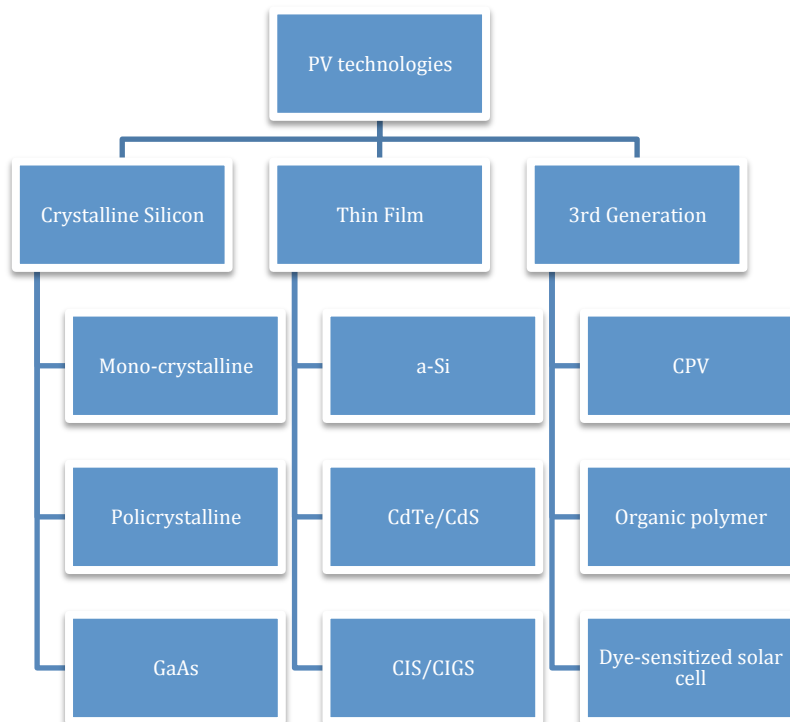 PV technologies
Crystalline Silicon
Thin Film
3rd Generation
Mono-crystalline
a-Si
CPV
Policrystalline
CdTe/CdS
Organic polymer
GaAs
CIS/CIGS
Dye-sensitized solar
cell